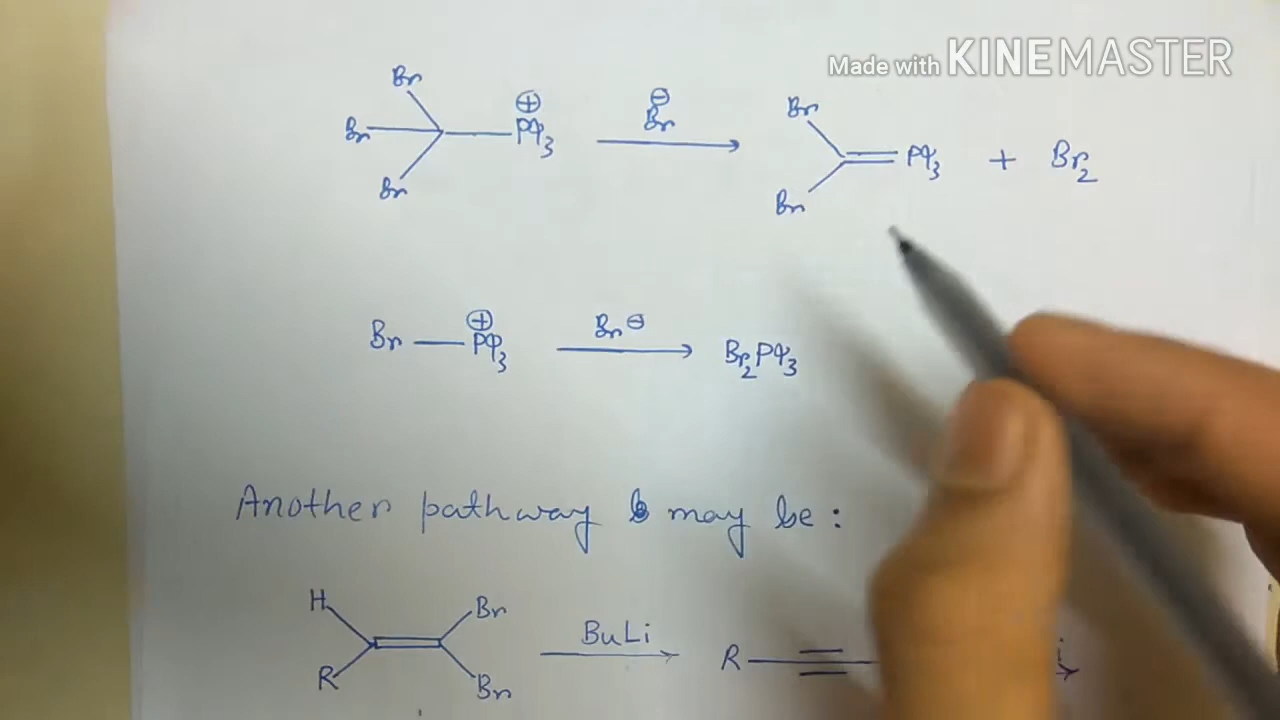 Made with KINEMASTER
Br
Br
Br
⊕
PΦ3
Br⊖
Br
Br
PΦ3 + Br2
Br — PΦ3
⊕
Br⊖
Br2PΦ3
Another pathway may be :
H
R
Br
Br
BuLi
R